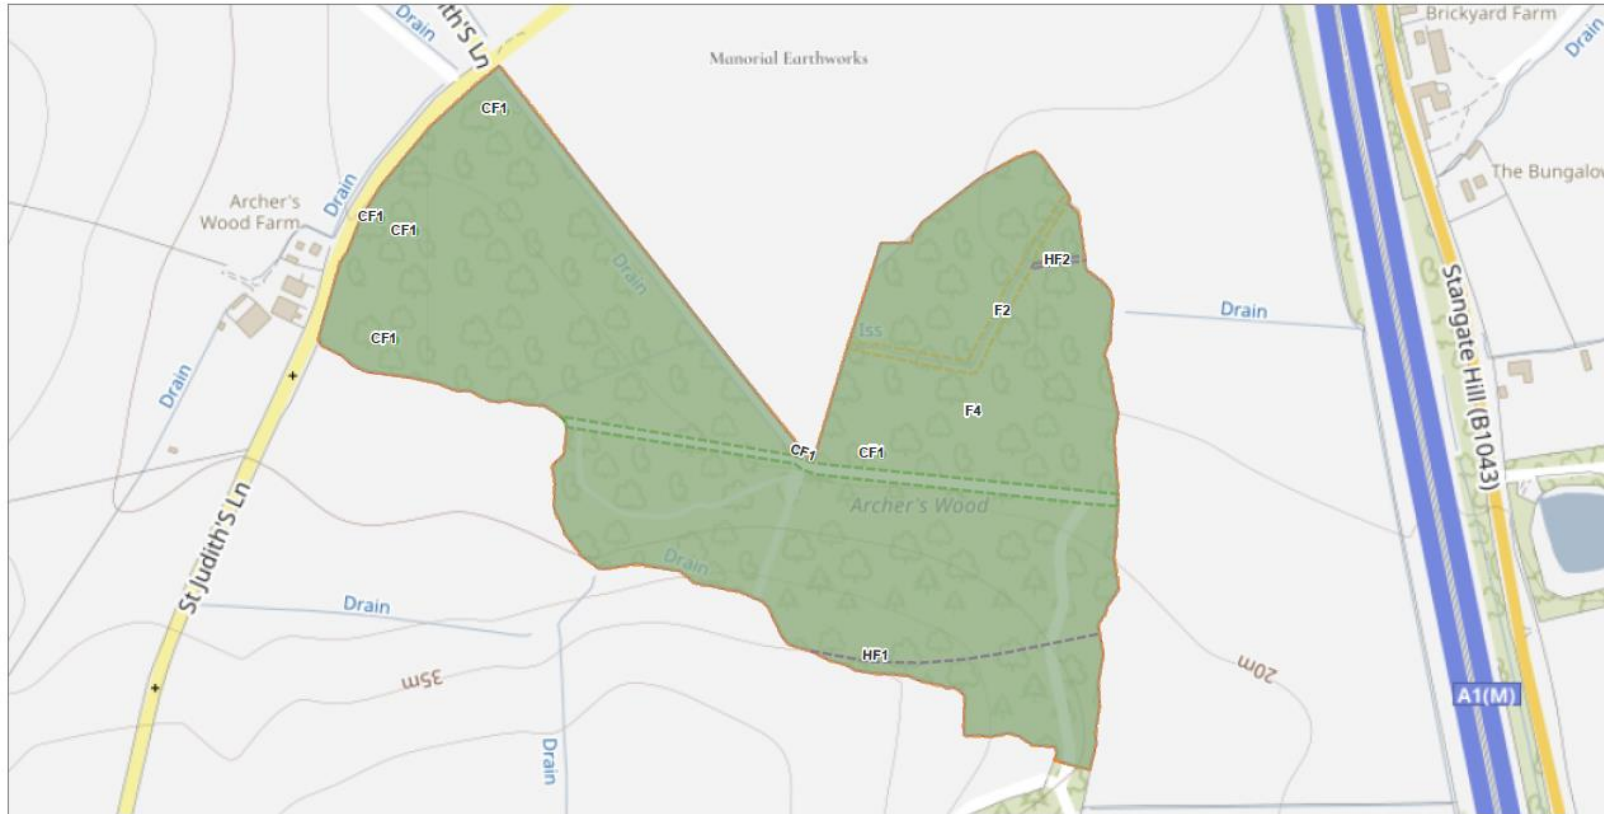 Drain
ith'S Ln
Manorial Earthworks
Brickyard Farm
Drain
CF1
The Bungalow
Drain
Archer's
Wood Farm
CF1
CF1
Drain
HF2
Stangate Hill (B1043)
F2
Drain
Iss
CF1
Drain
F4
CF1
CF1
Archer's Wood
St Judith'S Ln
Drain
Drain
HF1
20m
35m
A1(M)
Drain